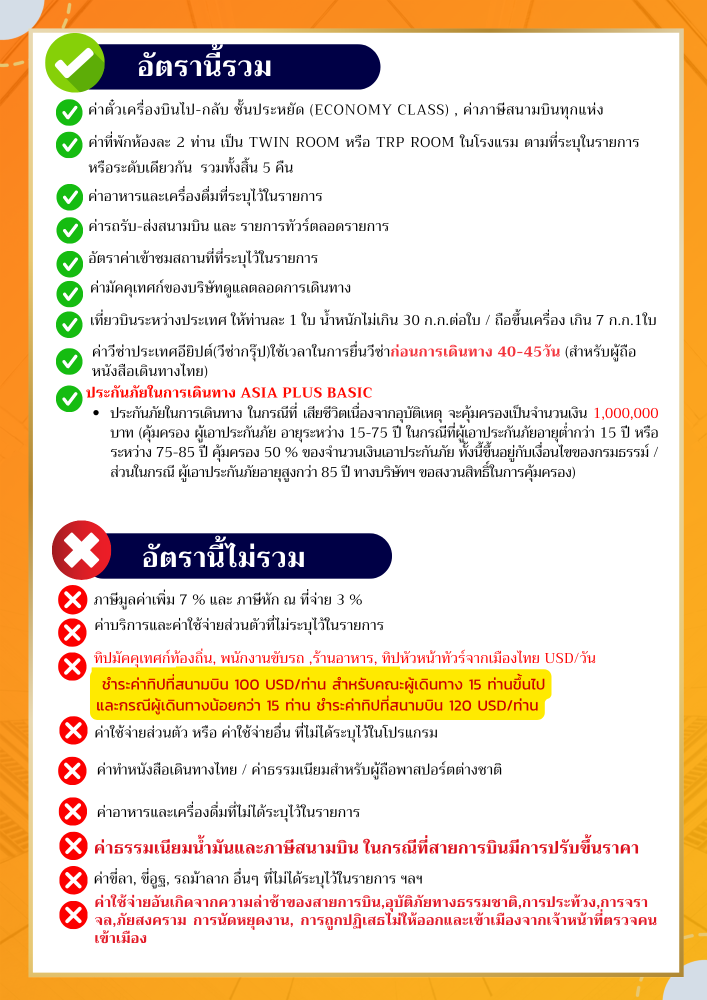 อัตรานี้รวม
ค่าตั๋วเครื่องบินไป-กลับ ชั้นประหยัด (ECONOMY CLASS) , ค่าภาษีสนามบินทุกแห่ง
ค่าที่พักห้องละ 2 ท่าน เป็น TWIN ROOM หรือ TRP ROOM ในโรงแรม ตามที่ระบุในรายการ
หรือระดับเดียวกัน รวมทั้งสิ้น 5 คืน
ค่าอาหารและเครื่องดื่มที่ระบุไว้ในรายการ
ค่ารถรับ-ส่งสนามบิน และ รายการทัวร์ตลอดรายการ
อัตราค่าเข้าชมสถานที่ที่ระบุไว้ในรายการ
ค่ามัคคุเทศก์ของบริษัทดูแลตลอดการเดินทาง
เที่ยวบินระหว่างประเทศ ให้ท่านละ 1 ใบ น้ำหนักไม่เกิน 30 ก.ก.ต่อใบ / ถือขึ้นเครื่อง เกิน 7 ก.ก.1ใบ
ค่าวีซ่าประเทศอียิปต์(วีซ่ากรุ๊ป)ใช้เวลาในการยื่นวีซ่าก่อนการเดินทาง 40-45วัน (สำหรับผู้ถือ
หนังสือเดินทางไทย)
ประกันภัยในการเดินทาง ASIA PLUS BASIC
• ประกันภัยในการเดินทาง ในกรณีที่ เสียชีวิตเนื่องจากอุบัติเหตุ จะคุ้มครองเป็นจำนวนเงิน 1,000,000
บาท (คุ้มครอง ผู้เอาประกันภัย อายุระหว่าง 15-75 ปี ในกรณีที่ผู้เอาประกันภัยอายุต่ำกว่า 15 ปี หรือ
ระหว่าง 75-85 ปี คุ้มครอง 50 % ของจำนวนเงินเอาประกันภัย ทั้งนี้ขึ้นอยู่กับเงื่อนไขของกรมธรรม์ /
ส่วนในกรณี ผู้เอาประกันภัยอายุสูงกว่า 85 ปี ทางบริษัทฯ ขอสงวนสิทธิ์ในการคุ้มครอง)
อัตรานี้ไม่รวม
ภาษีมูลค่าเพิ่ม 7 % และ ภาษีหัก ณ ที่จ่าย 3 %
ค่าบริการและค่าใช้จ่ายส่วนตัวที่ไม่ระบุไว้ในรายการ
ทิปมัคคุเทศก์ท้องถิ่น, พนักงานขับรถ ,ร้านอาหาร, ทิปหัวหน้าทัวร์จากเมืองไทย USD/วัน
ชำระค่าทิปที่สนามบิน 100 USD/ท่าน สำหรับคณะผู้เดินทาง 15 ท่านขึ้นไป
และกรณีผู้เดินทางน้อยกว่า 15 ท่าน ชำระค่าทิปที่สนามบิน 120 USD/ท่าน
ค่าใช้จ่ายส่วนตัว หรือ ค่าใช้จ่ายอื่น ที่ไม่ได้ระบุไว้ในโปรแกรม
ค่าทำหนังสือเดินทางไทย / ค่าธรรมเนียมสำหรับผู้ถือพาสปอร์ตต่างชาติ
ค่าอาหารและเครื่องดื่มที่ไม่ได้ระบุไว้ในรายการ
ค่าธรรมเนียมน้ำมันและภาษีสนามบิน ในกรณีที่สายการบินมีการปรับขึ้นราคา
ค่าขี่ลา, ขี่อูฐ, รถม้าลาก อื่นๆ ที่ไม่ได้ระบุไว้ในรายการ ฯลฯ
ค่าใช้จ่ายอันเกิดจากความล่าช้าของสายการบิน,อุบัติภัยทางธรรมชาติ,การประท้วง,การจรา
จล,ภัยสงคราม การนัดหยุดงาน, การถูกปฏิเสธไม่ให้ออกและเข้าเมืองจากเจ้าหน้าที่ตรวจคน
เข้าเมือง